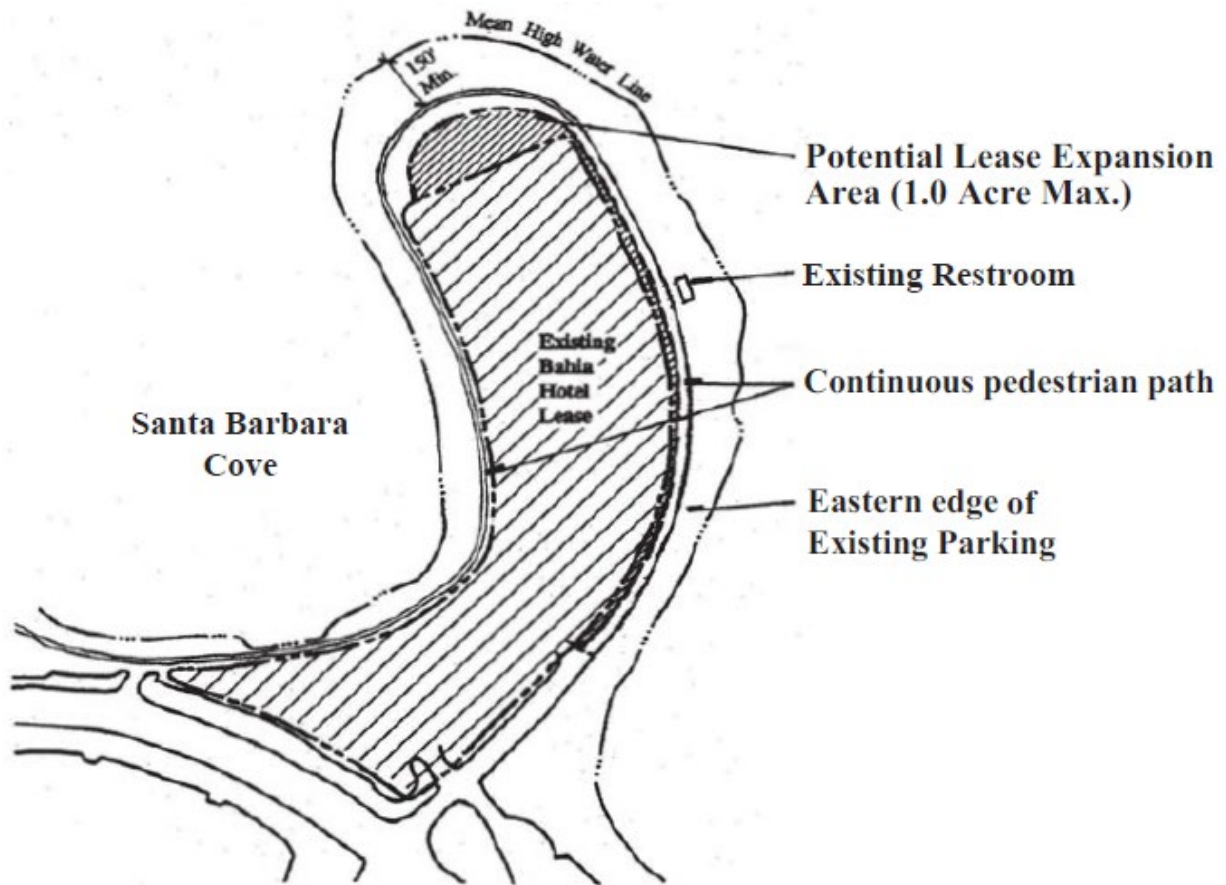 Mean High Water Line
150'
Min.
Potential Lease Expansion
Area (1.0 Acre Max.)
Existing Restroom
Existing
Bahia
Hotel
Lease
Continuous pedestrian path
Santa Barbara
Cove
Eastern edge of
Existing Parking